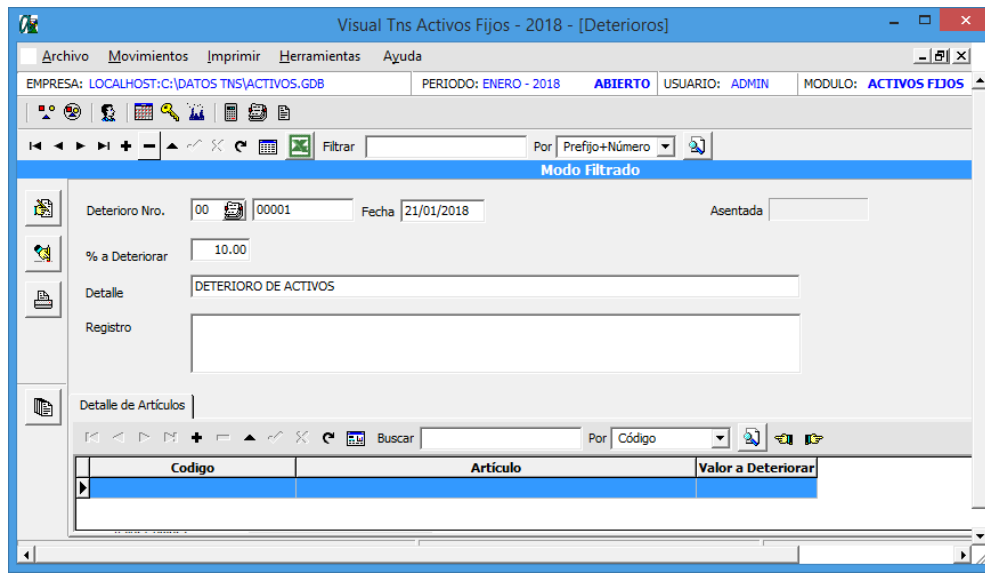 Visual Tns Activos Fijos - 2018 - [Deterioros]
Archivo Movimientos Imprimir Herramientas Ayuda
EMPRESA: LOCALHOST:C:\DATOS TNS\ACTIVOS.GDB PERIODO: ENERO - 2018 ABIERTO USUARIO: ADMIN MODULO: ACTIVOS FIJOS
Filtrar Por Prefijo+Número
Modo Filtrado
Deterioro Nro. 00 00001 Fecha 21/01/2018 Asentada
% a Deteriorar 10.00
Detalle DETERIORO DE ACTIVOS
Registro
Detalle de Artículos
Buscar Por Código
Codigo Artículo Valor a Deteriorar